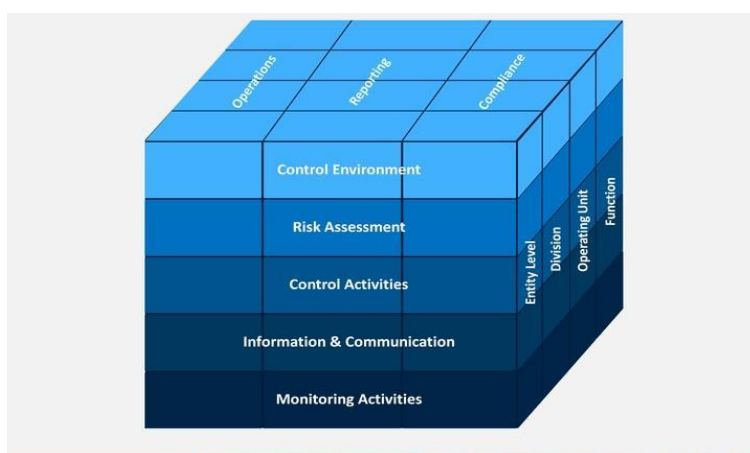 Operations
Reporting
Compliance
Control Environment
Risk Assessment
Control Activities
Information & Communication
Monitoring Activities
Entity Level
Division
Operating Unit
Function